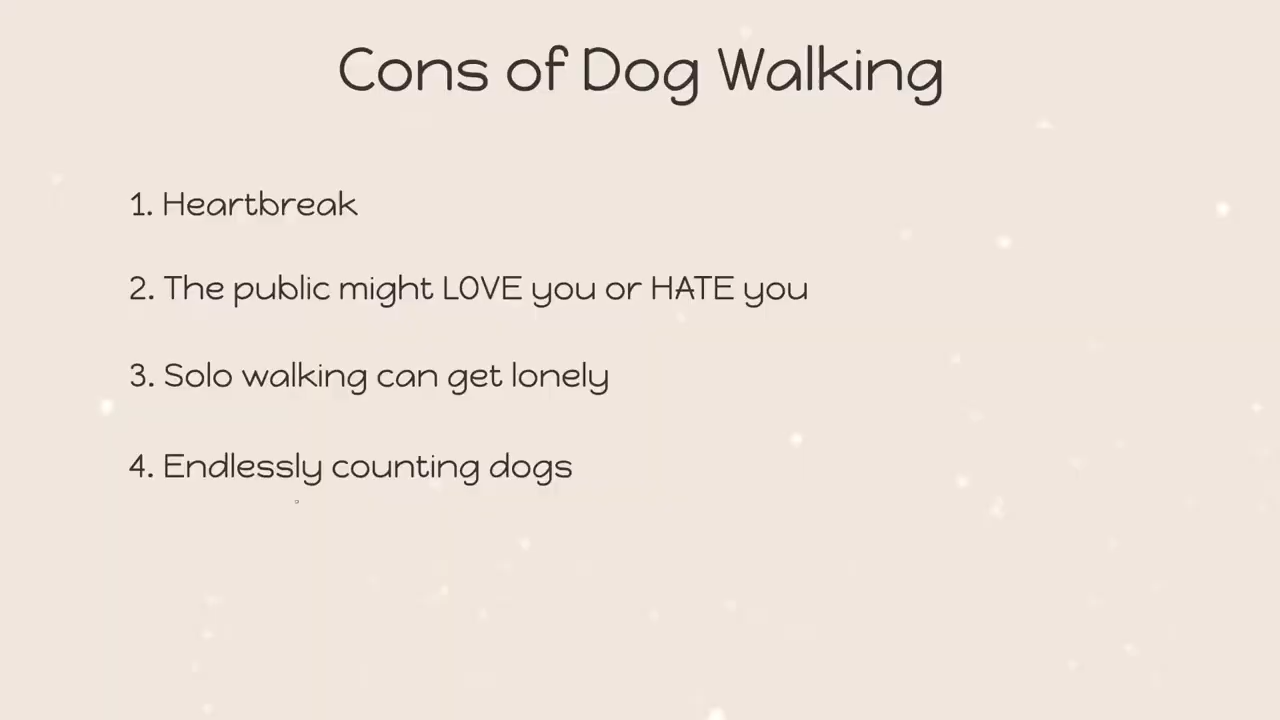 Cons of Dog Walking
1. Heartbreak
2. The public might LOVE you or HATE you
3. Solo walking can get lonely
4. Endlessly counting dogs